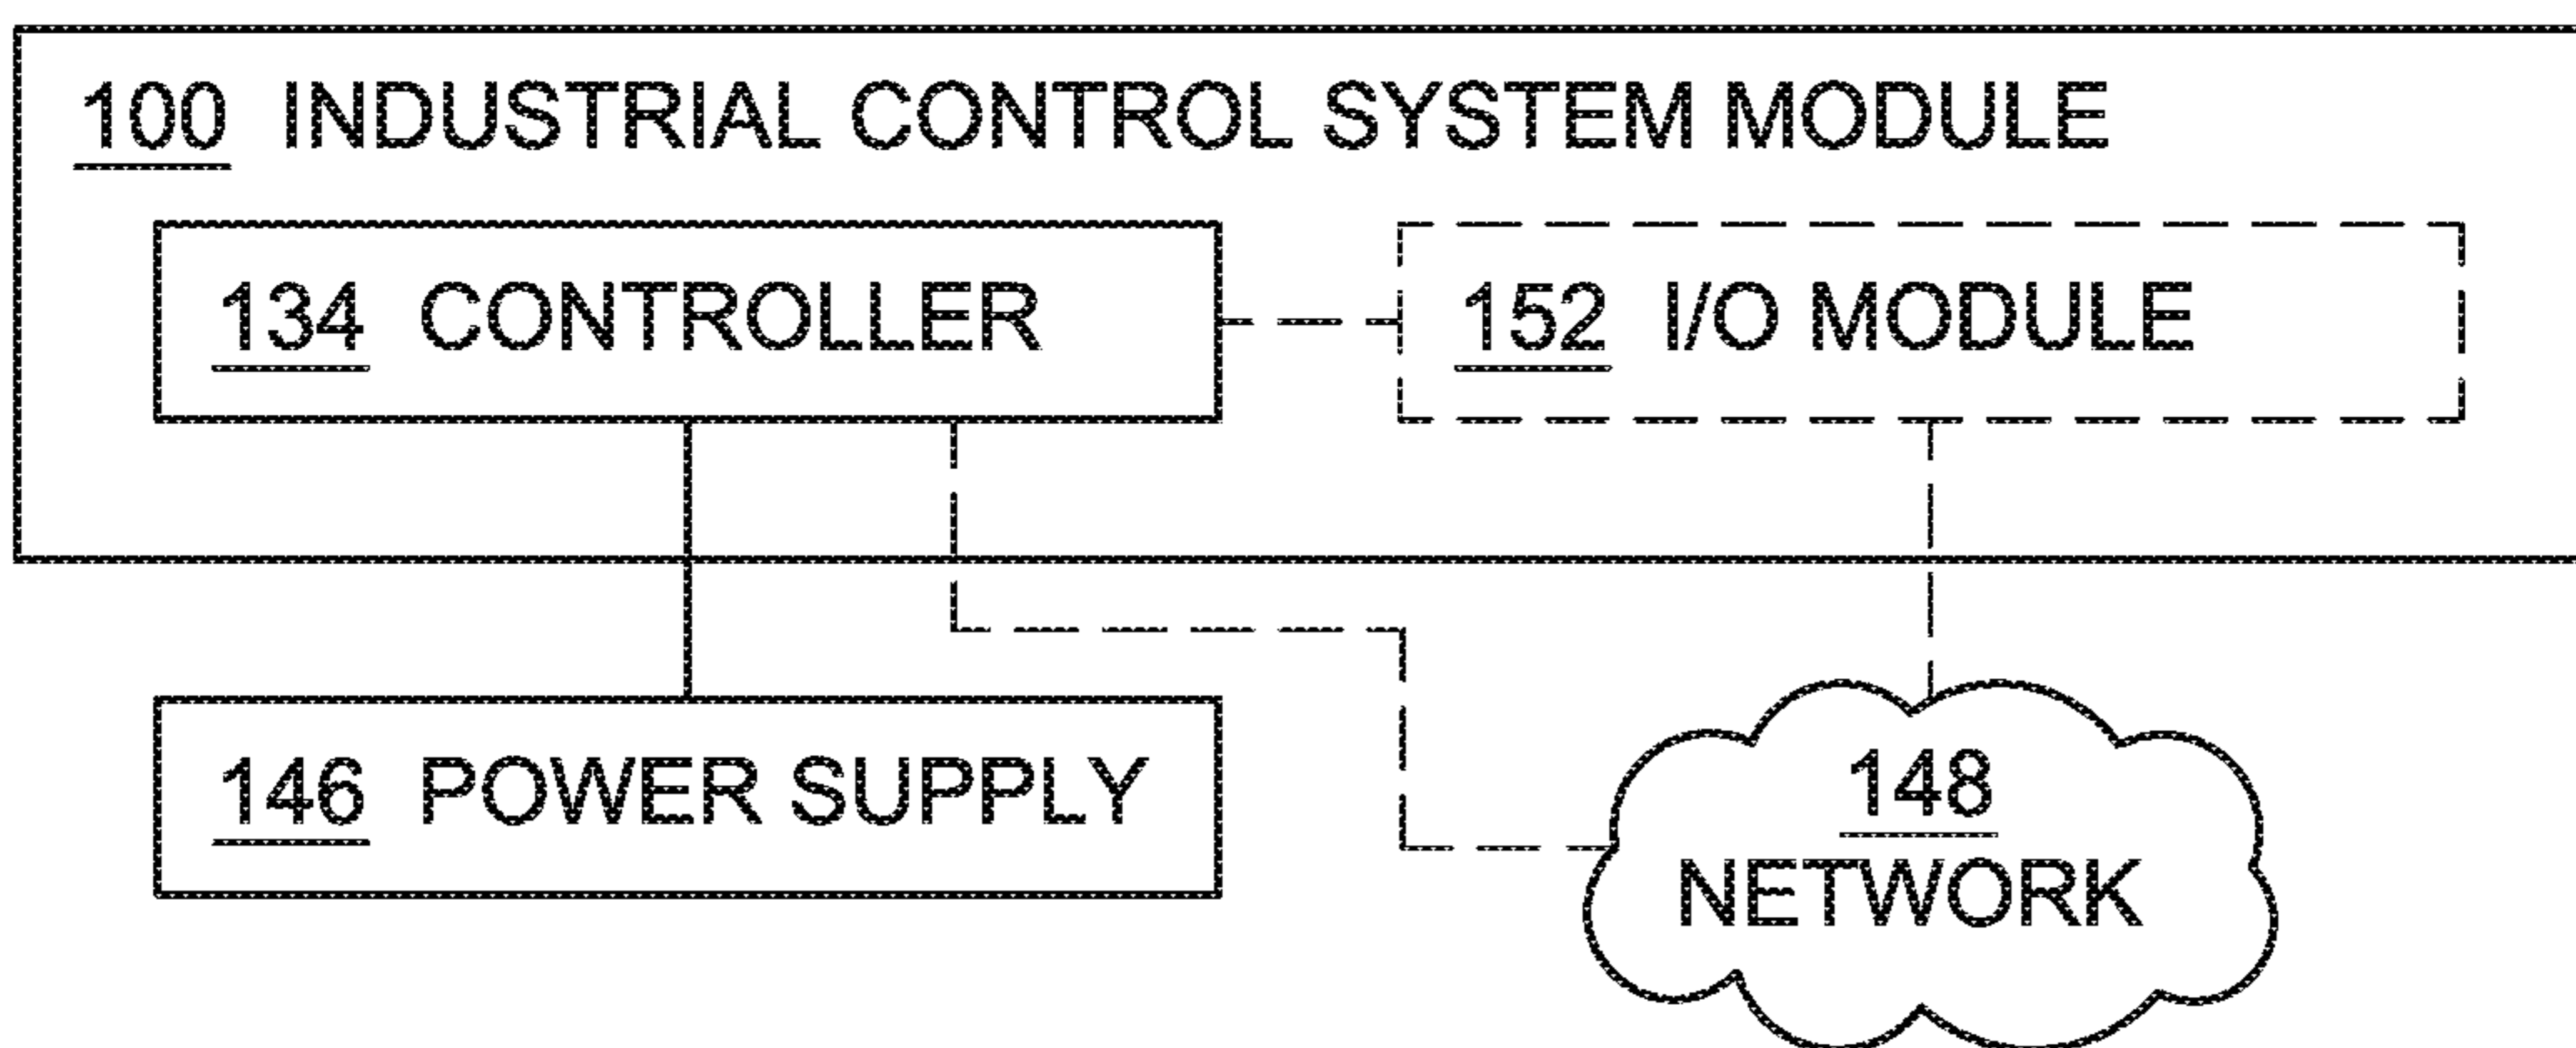 100 INDUSTRIAL CONTROL SYSTEM MODULE
134 CONTROLLER
152 I/O MODULE
146 POWER SUPPLY
148
NETWORK